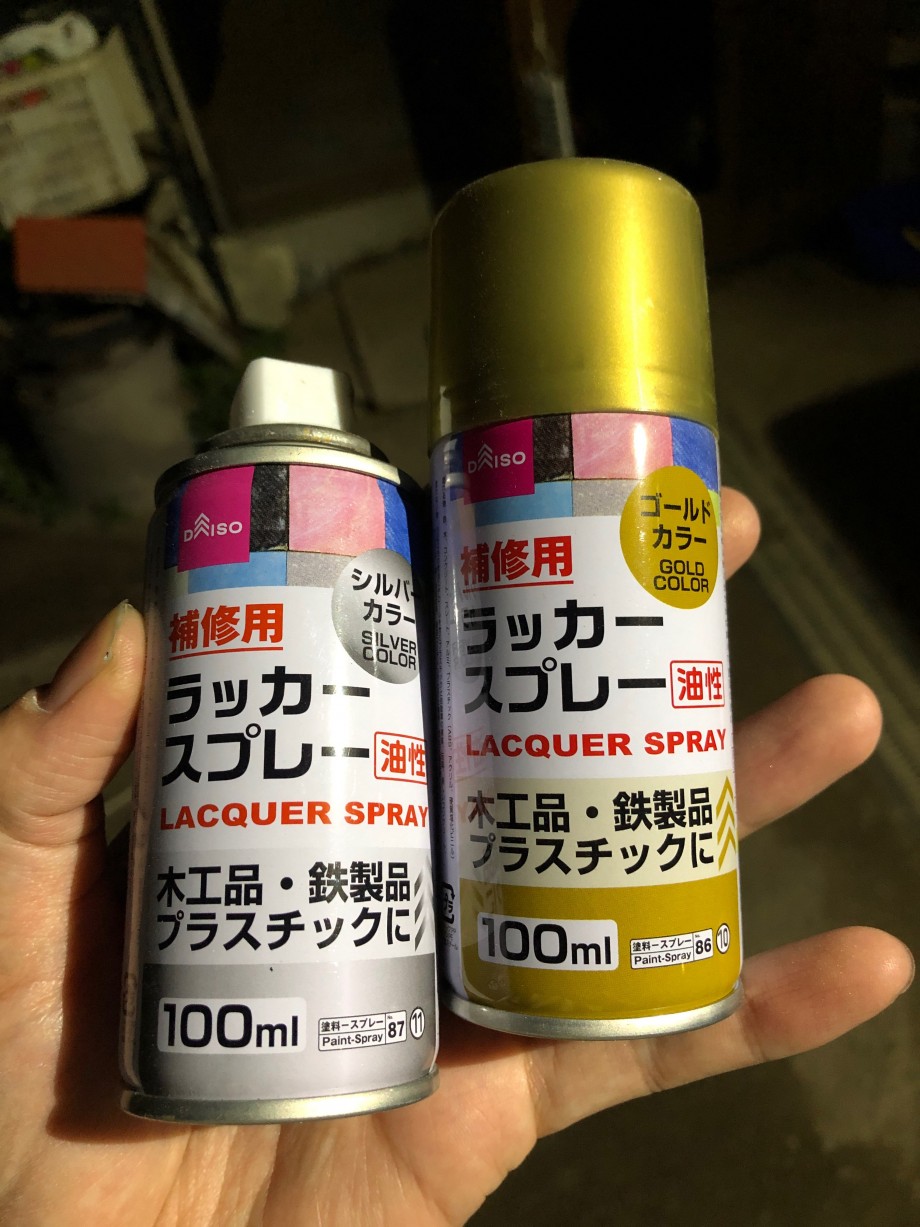 DAISO
シルバー
カラー
SILVER
COLOR
補修用
ラッカー
スプレー 油性
LACQUER SPRAY
木工品・鉄製品
プラスチックに
100ml
塗料-スプレー
Paint-Spray
No.
87
11
DAISO
ゴールド
カラー
GOLD
COLOR
補修用
ラッカー
スプレー 油性
LACQUER SPRAY
木工品・鉄製品
プラスチックに
100ml
塗料-スプレー
Paint-Spray
No.
86
10
プラ